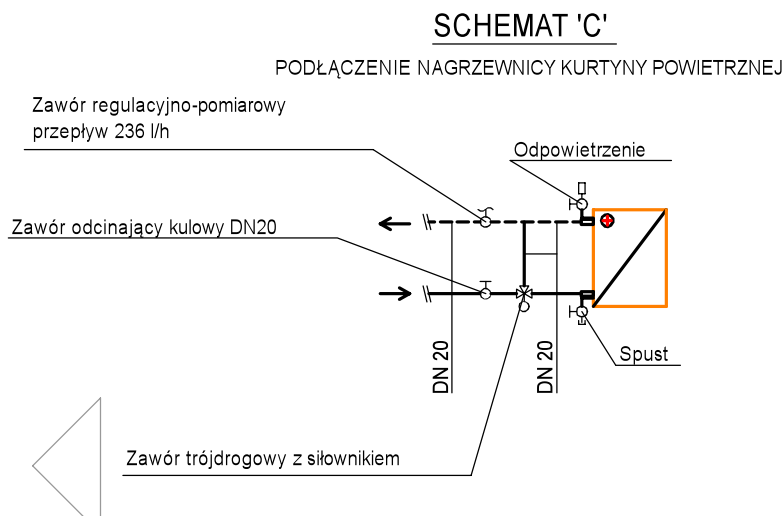 SCHEMAT 'C'
PODŁĄCZENIE NAGRZEWNICY KURTYNY POWIETRZNEJ
Zawór regulacyjno-pomiarowy
przepływ 236 l/h
Odpowietrzenie
Zawór odcinający kulowy DN20
DN 20
DN 20
Spust
Zawór trójdrogowy z siłownikiem